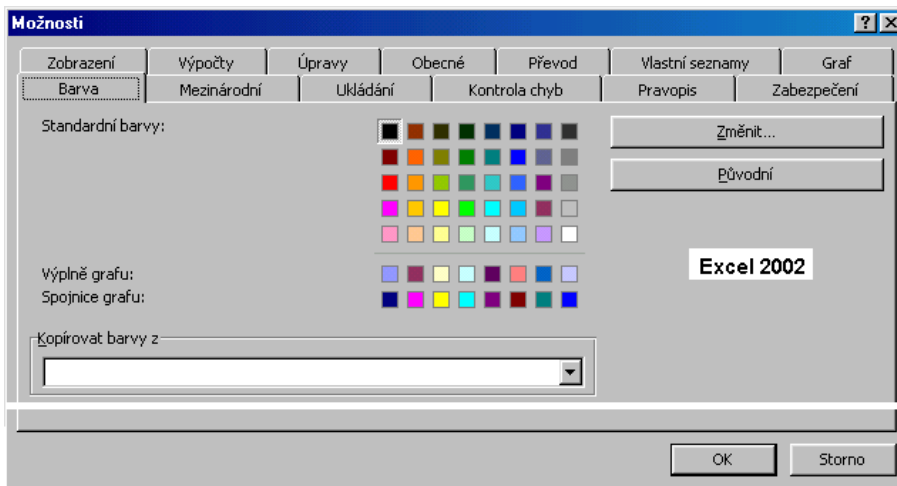 Možnosti
Zobrazení Výpočty Úpravy Obecné Převod Vlastní seznamy Graf
Barva Mezinárodní Ukládání Kontrola chyb Pravopis Zabezpečení
Standardní barvy:
Změnit...
Původní
Excel 2002
Výplně grafu:
Spojnice grafu:
Kopírovat barvy z
OK Storno